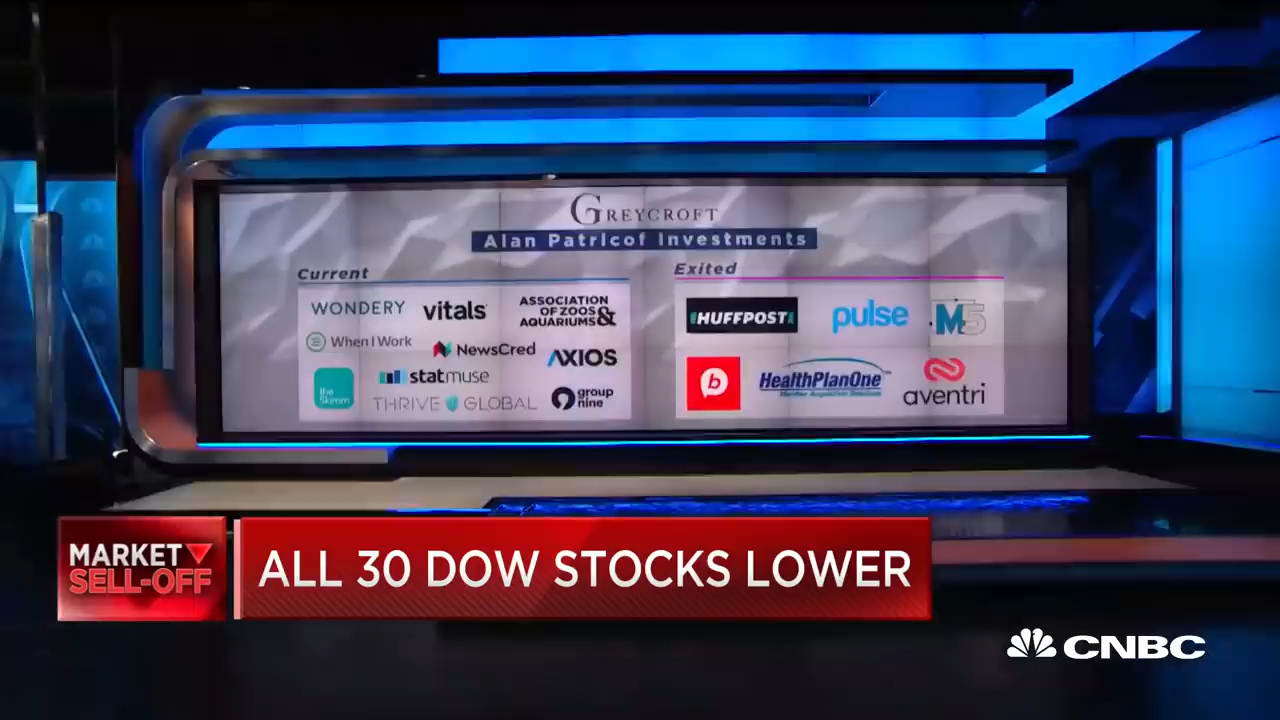 GREYCROFT
Alan Patricof Investments
Current
WONDERY
vitals
ASSOCIATION
OF ZOOS
AQUARIUMS &
When I Work
NewsCred
AXIOS
the
skimm
statmuse
THRIVE GLOBAL
group
nine
Exited
HUFFPOST
pulse
M5
b
HealthPlanOne™
aventri
MARKET
SELL-OFF
ALL 30 DOW STOCKS LOWER
CNBC